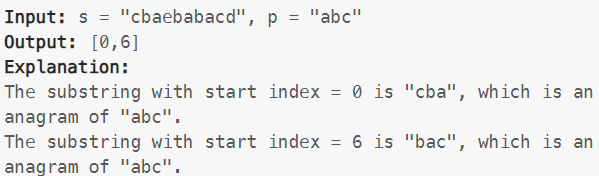 Input: s = "cbaebabacd", p = "abc"
Output: [0,6]
Explanation:
The substring with start index = 0 is "cba", which is an
anagram of "abc".
The substring with start index = 6 is "bac", which is an
anagram of "abc".